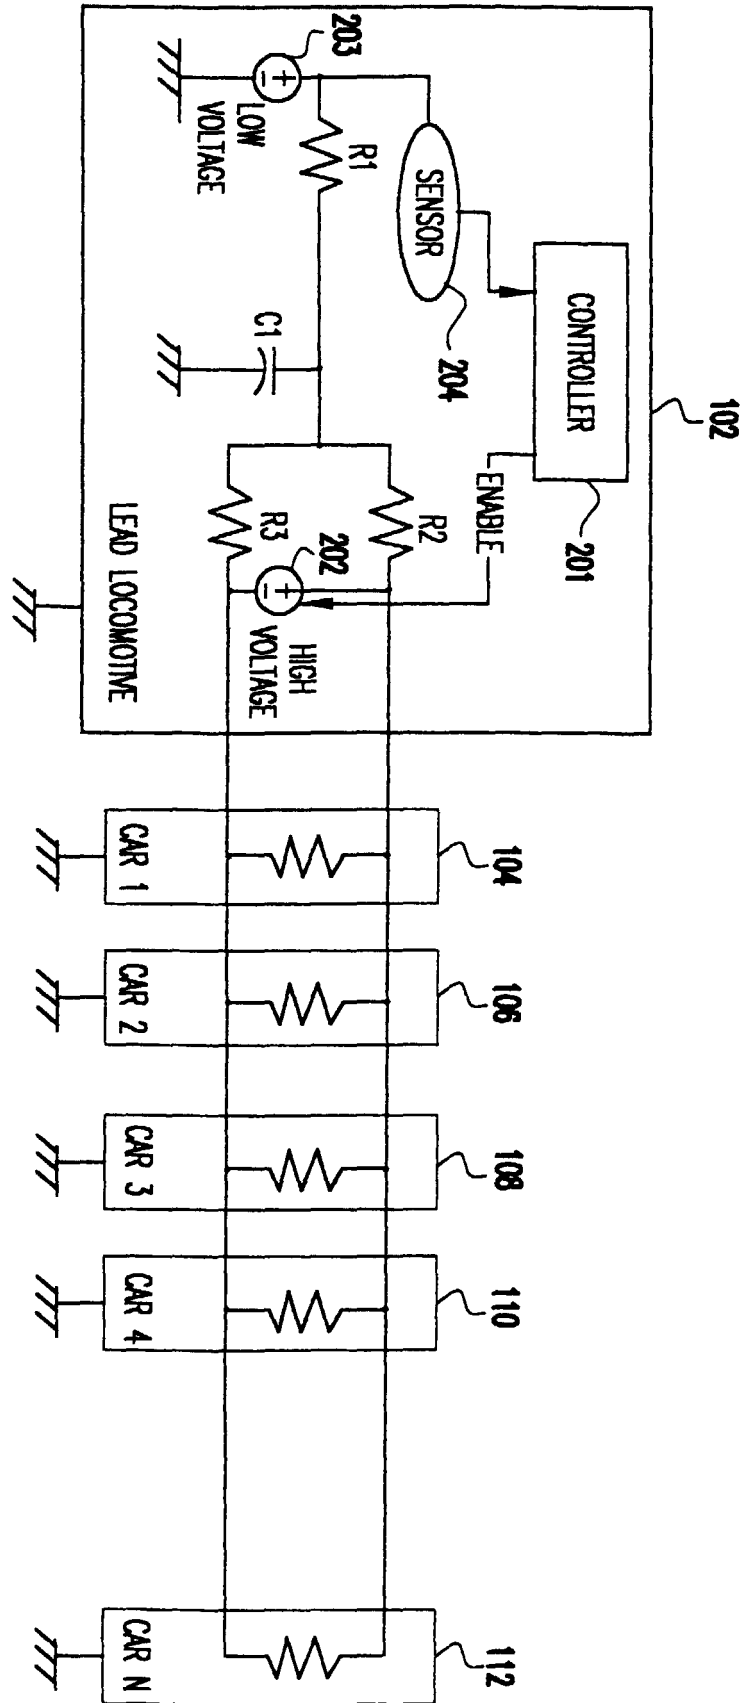 102
203
LOW
VOLTAGE
R1
SENSOR
204
CONTROLLER
201
ENABLE
C1
R2
R3
202
HIGH
VOLTAGE
LEAD LOCOMOTIVE
104
CAR 1
106
CAR 2
108
CAR 3
110
CAR 4
112
CAR N